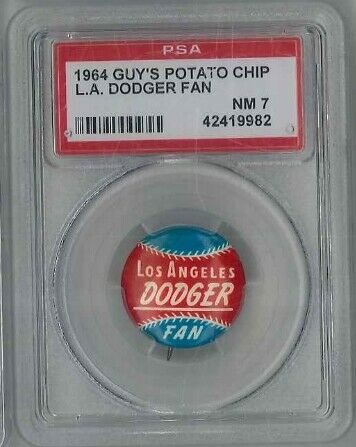 PSA
1964 GUY'S POTATO CHIP
L.A. DODGER FAN
NM 7
42419982
LOS ANGELES
DODGER
FAN